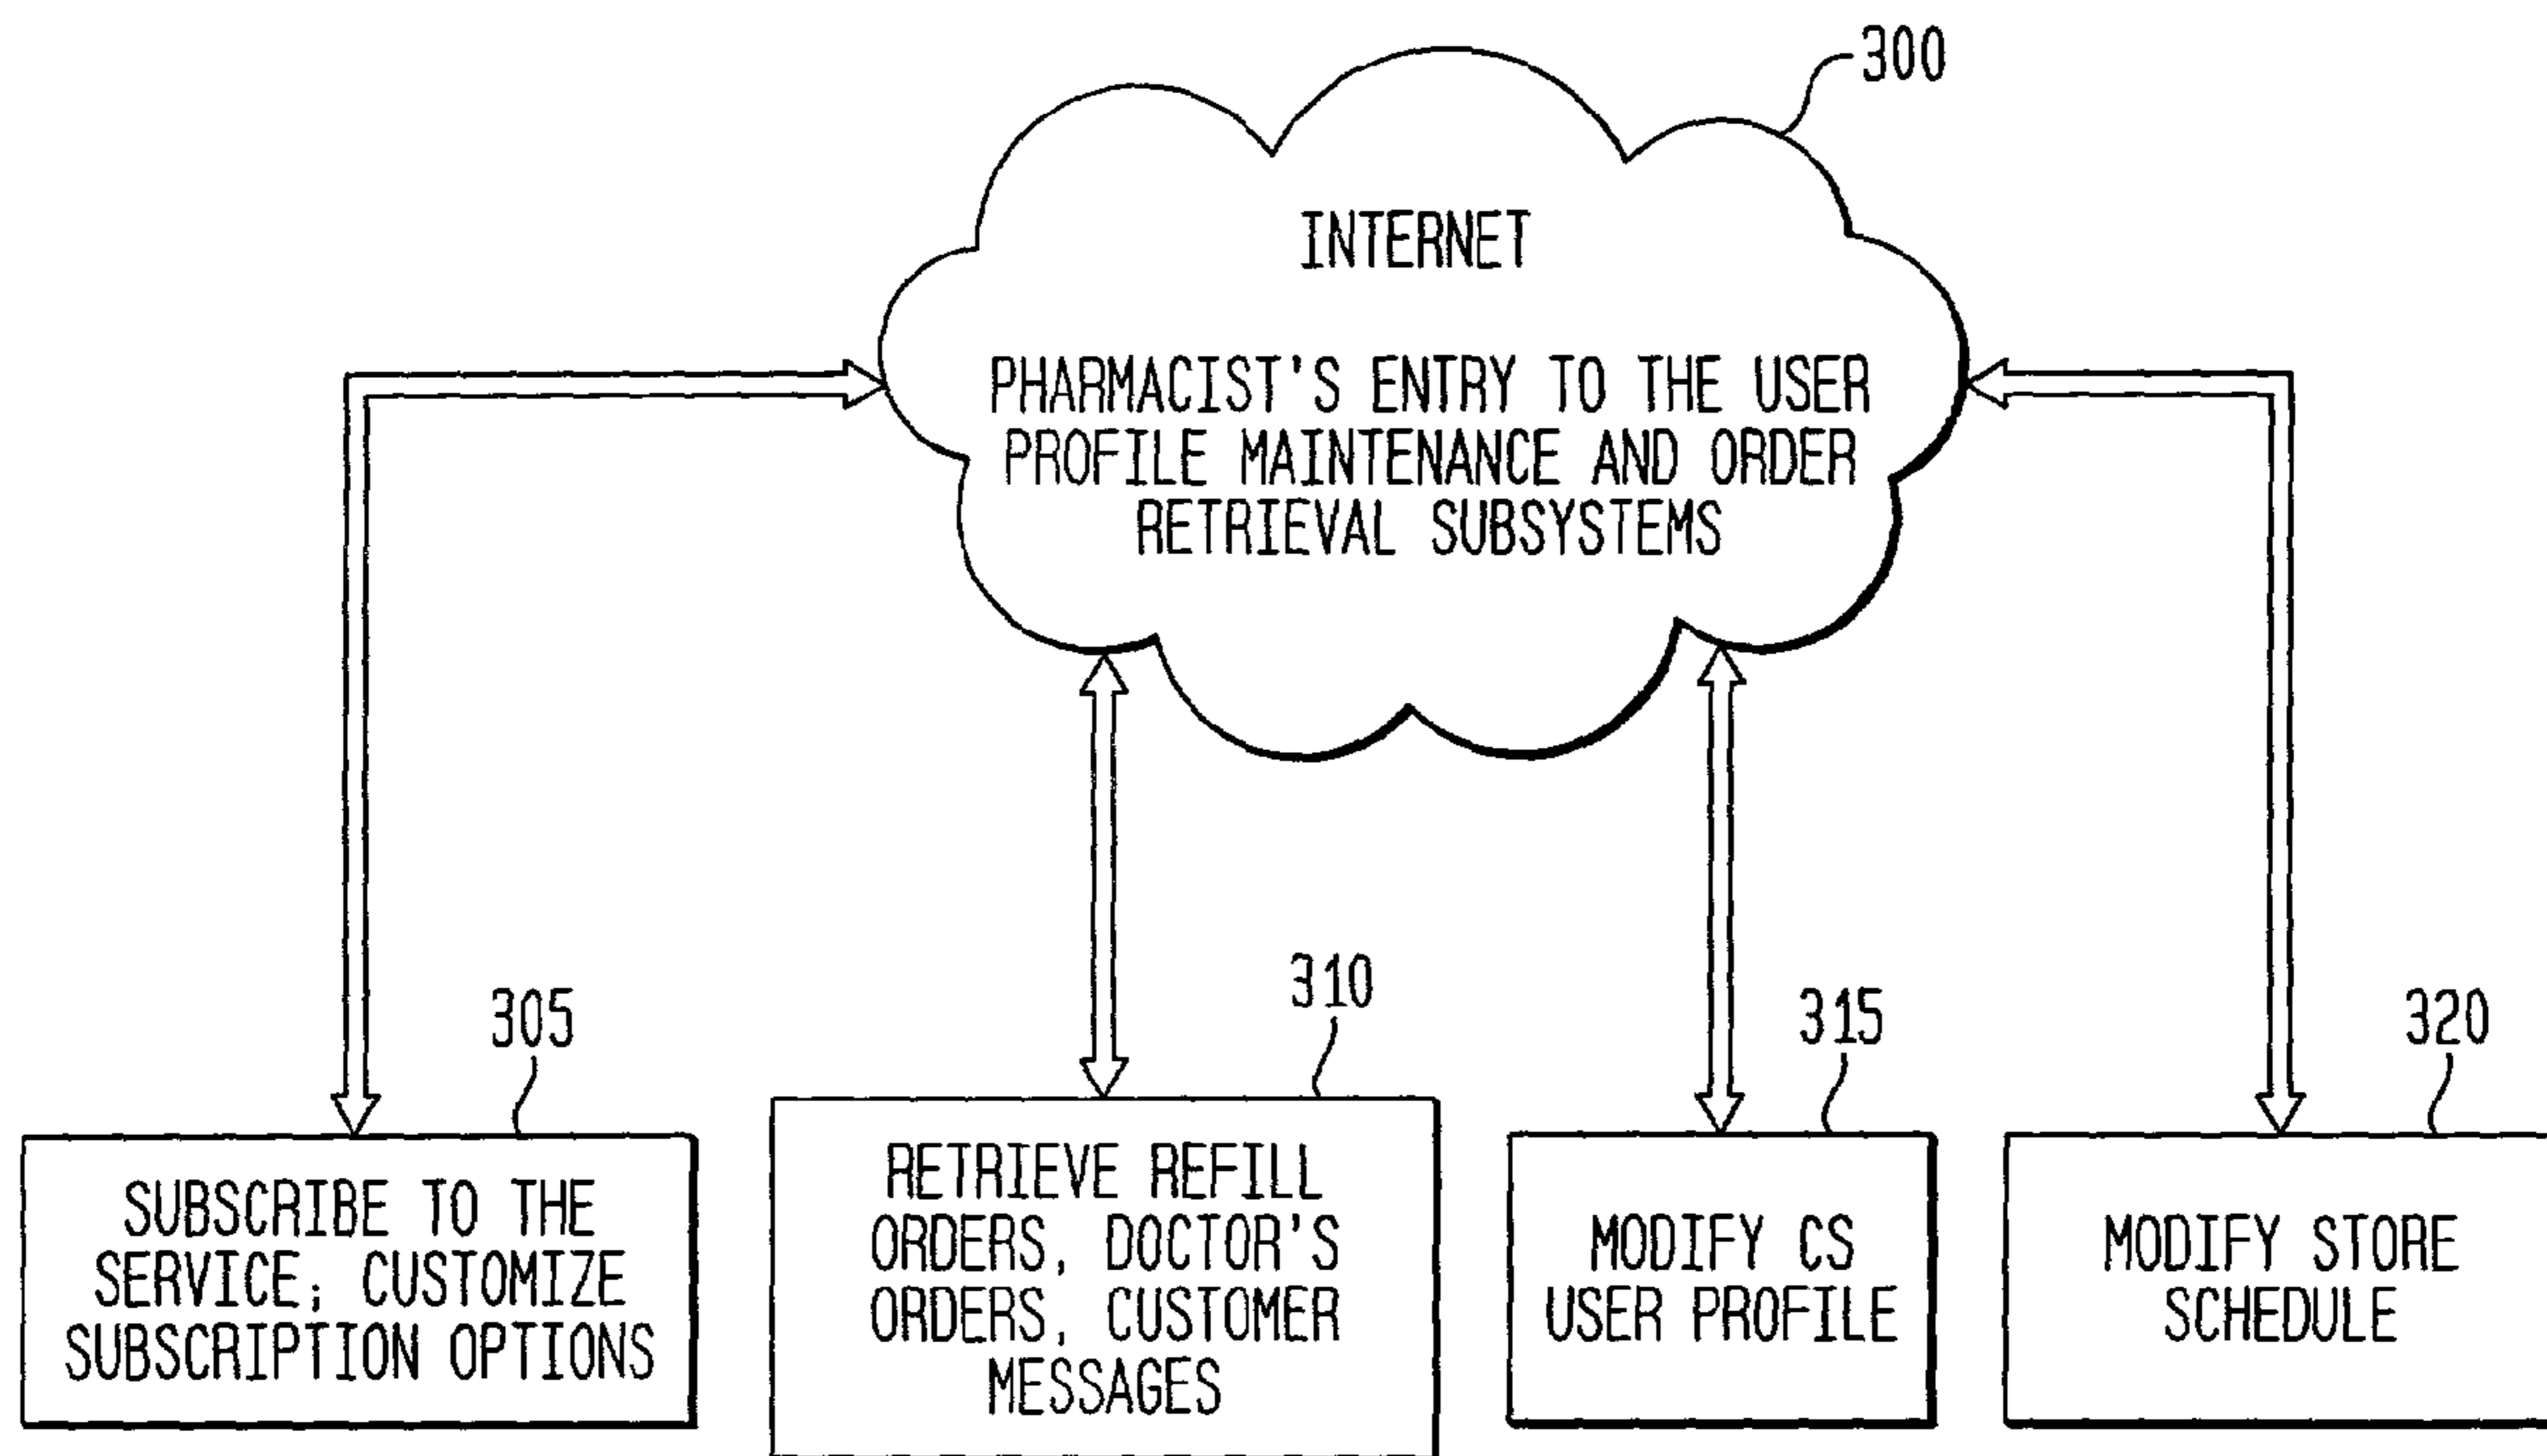 300
INTERNET
PHARMACIST'S ENTRY TO THE USER
PROFILE MAINTENANCE AND ORDER
RETRIEVAL SUBSYSTEMS
305
SUBSCRIBE TO THE
SERVICE; CUSTOMIZE
SUBSCRIPTION OPTIONS
310
RETRIEVE REFILL
ORDERS, DOCTOR'S
ORDERS, CUSTOMER
MESSAGES
315
MODIFY CS
USER PROFILE
320
MODIFY STORE
SCHEDULE